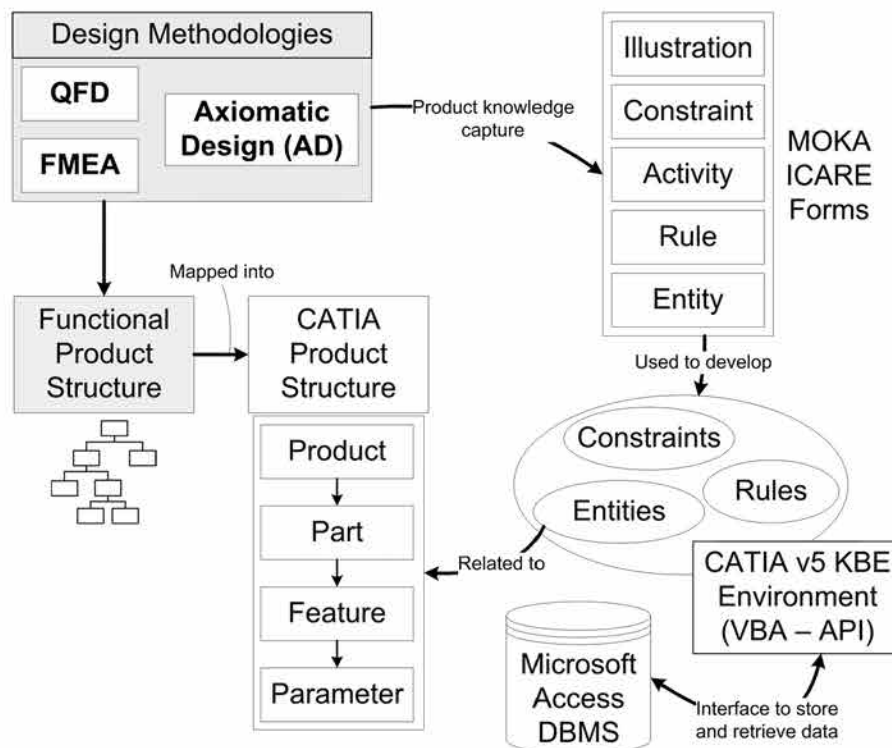 Design Methodologies
QFD
FMEA
Axiomatic
Design (AD)
Product knowledge
capture
Illustration
Constraint
Activity
Rule
Entity
MOKA
ICARE
Forms
Mapped into
Functional
Product
Structure
CATIA
Product
Structure
Product
Part
Feature
Parameter
Used to develop
Constraints
Entities
Rules
Related to
CATIA v5 KBE
Environment
(VBA – API)
Microsoft
Access
DBMS
Interface to store
and retrieve data